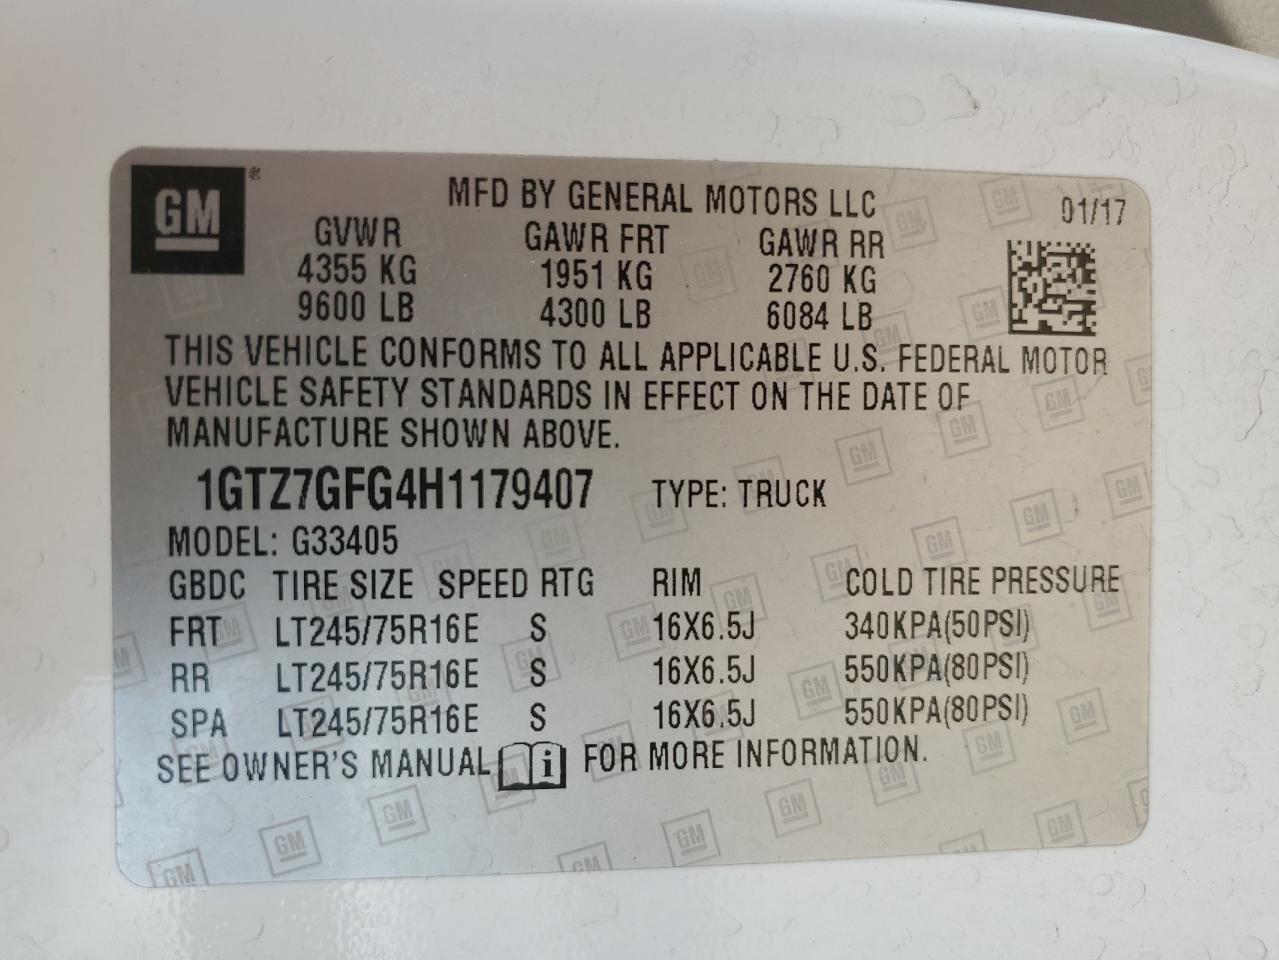 GM ®
MFD BY GENERAL MOTORS LLC 01/17
GVWR GAWR FRT GAWR RR
4355 KG 1951 KG 2760 KG
9600 LB 4300 LB 6084 LB
THIS VEHICLE CONFORMS TO ALL APPLICABLE U.S. FEDERAL MOTOR
VEHICLE SAFETY STANDARDS IN EFFECT ON THE DATE OF
MANUFACTURE SHOWN ABOVE.
1GTZ7GFG4H1179407 TYPE: TRUCK
MODEL: G33405
GBDC TIRE SIZE SPEED RTG RIM COLD TIRE PRESSURE
FRT LT245/75R16E S 16X6.5J 340KPA(50PSI)
RR LT245/75R16E S 16X6.5J 550KPA(80PSI)
SPA LT245/75R16E S 16X6.5J 550KPA(80PSI)
SEE OWNER'S MANUAL i FOR MORE INFORMATION.